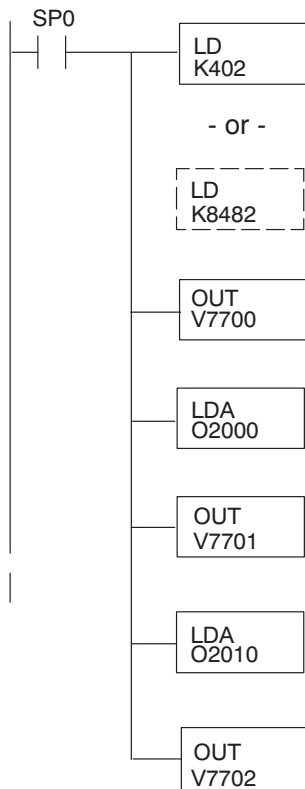 SP0
LD
K402
- or -
LD
K8482
OUT
V7700
LDA
O2000
OUT
V7701
LDA
O2010
OUT
V7702